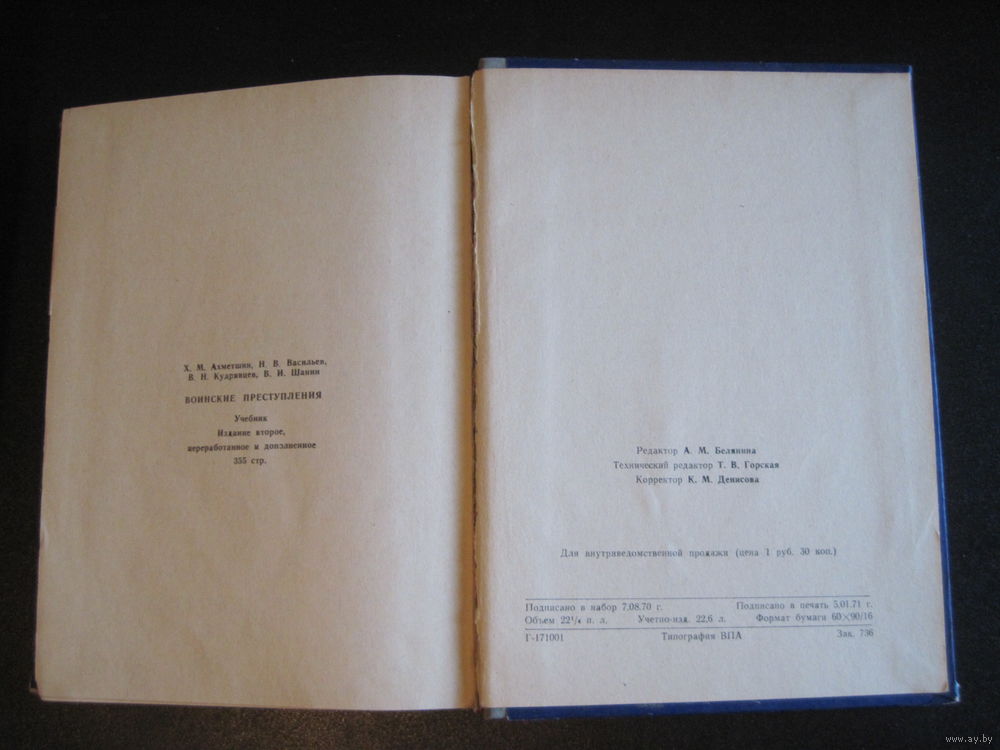 Х. М. Ахметшин, Н. В. Васильев,
В. Н. Кудрявцев, В. И. Шанин
ВОИНСКИЕ ПРЕСТУПЛЕНИЯ
Учебник
Издание второе,
переработанное и дополненное
355 стр.
Редактор А. М. Белянина
Технический редактор Т. В. Горская
Корректор К. М. Денисова
Для внутриведомственной продажи (цена 1 руб. 30 коп.)
Подписано в набор 7.08.70 г. Подписано в печать 5.01.71 г.
Объем 22¼ п. л. Учетно-изд. 22,6 л. Формат бумаги 60×90/16
Г-171001 Типография ВПА Зак. 736
www.ay.by